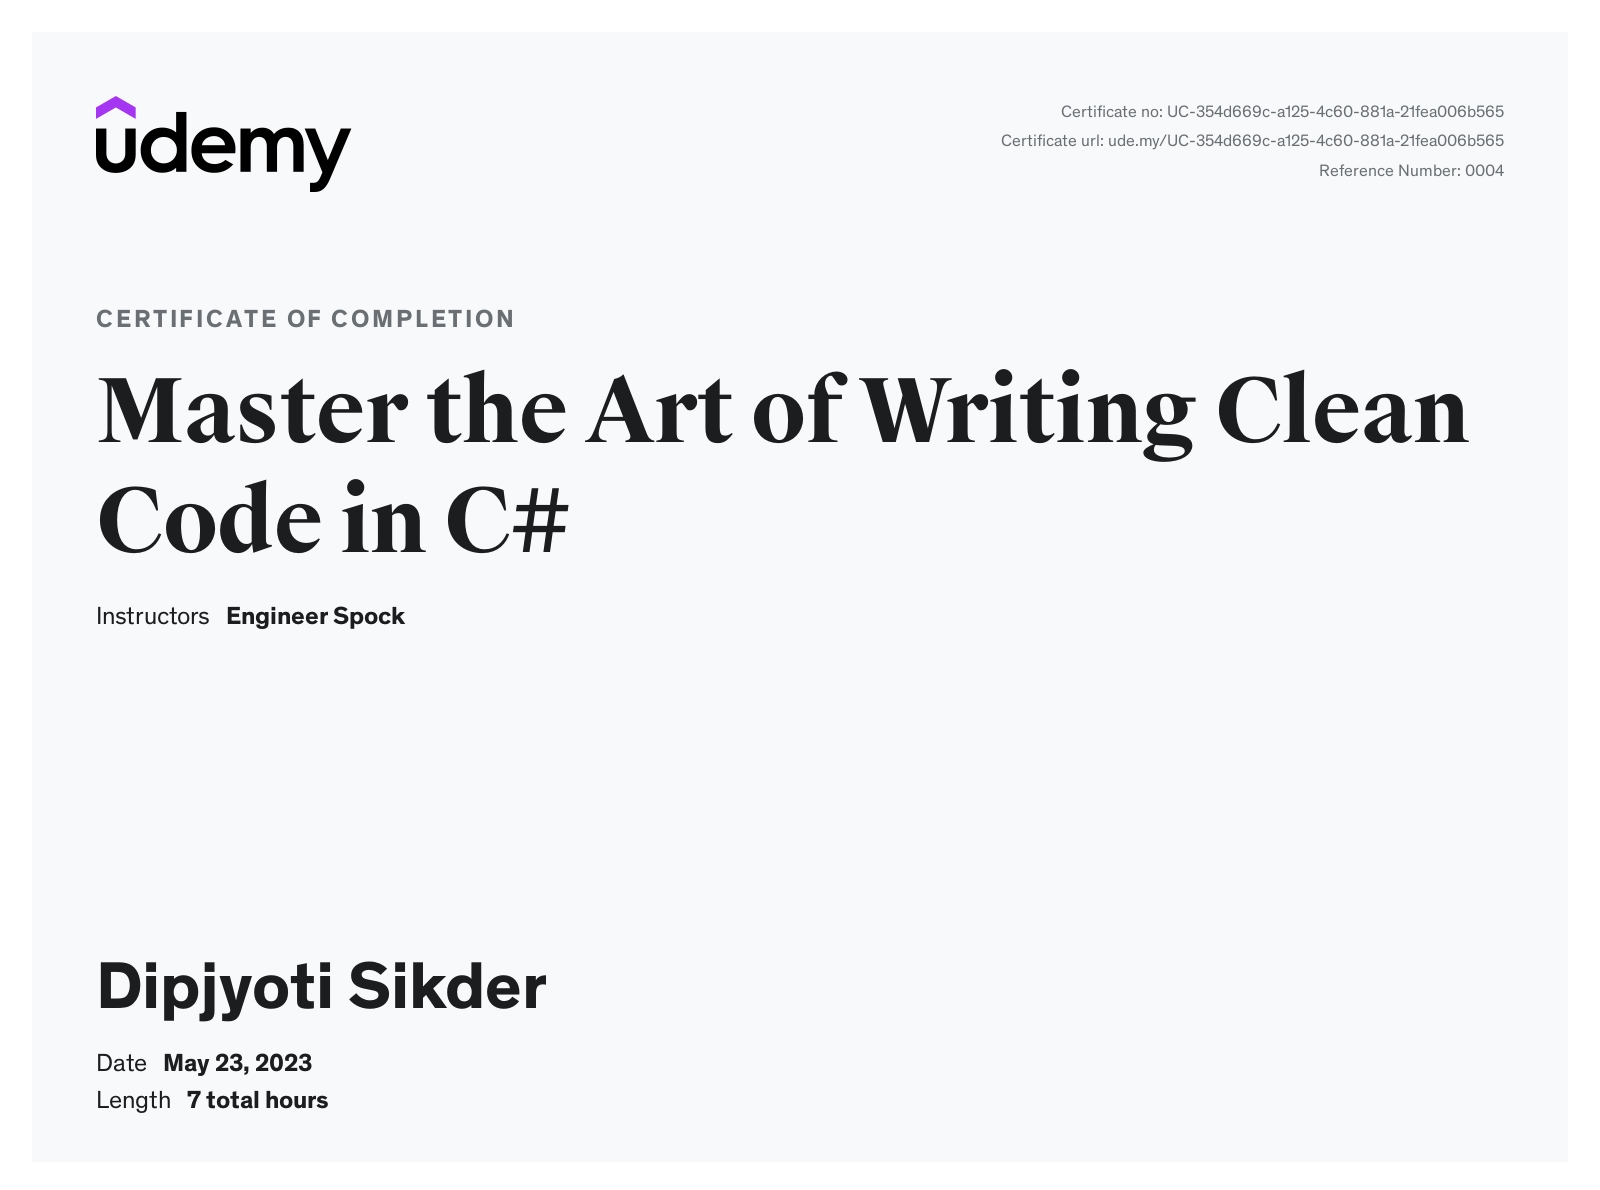 udemy
Certificate no: UC-354d669c-a125-4c60-881a-21fea006b565
Certificate url: ude.my/UC-354d669c-a125-4c60-881a-21fea006b565
Reference Number: 0004
CERTIFICATE OF COMPLETION
Master the Art of Writing Clean
Code in C#
Instructors Engineer Spock
Dipjyoti Sikder
Date May 23, 2023
Length 7 total hours